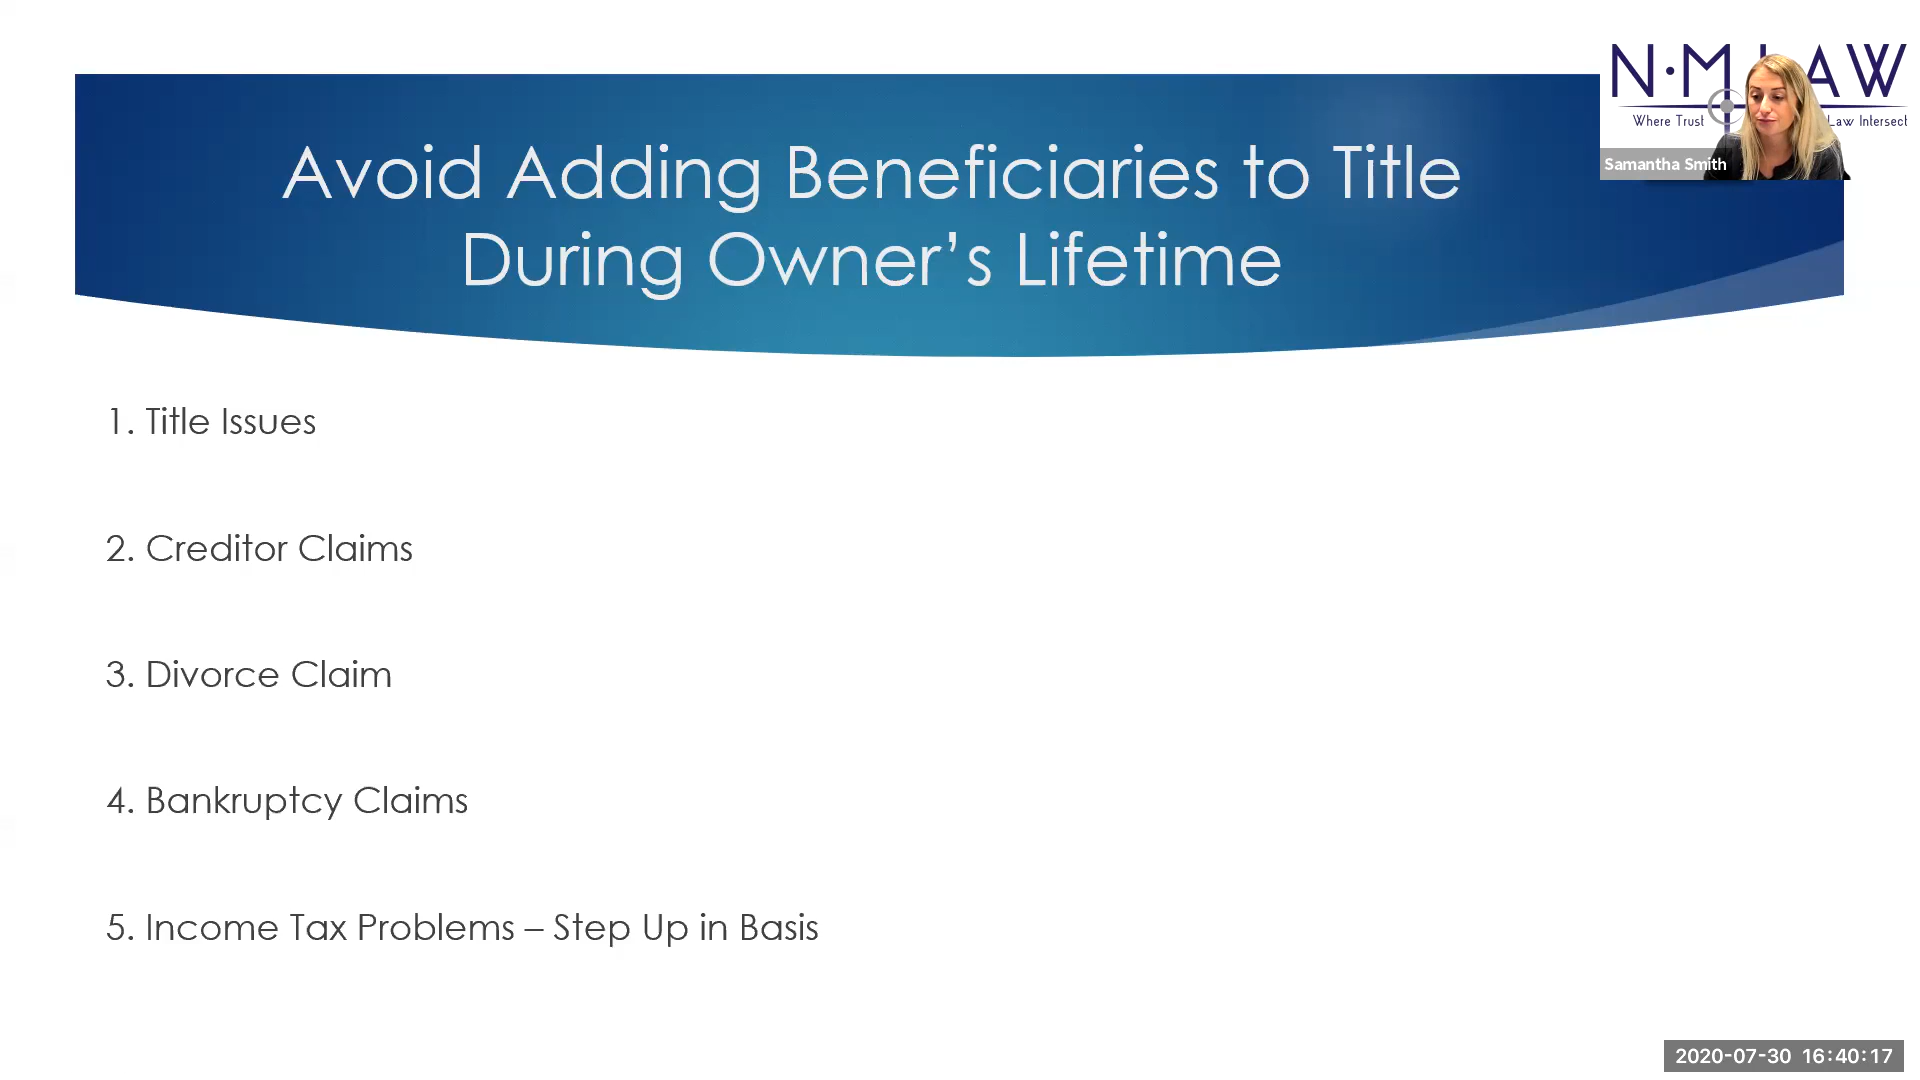 N·M LAW
Where Trust
Law Intersect
Samantha Smith
Avoid Adding Beneficiaries to Title
During Owner’s Lifetime
1. Title Issues
2. Creditor Claims
3. Divorce Claim
4. Bankruptcy Claims
5. Income Tax Problems – Step Up in Basis
2020-07-30 16:40:17